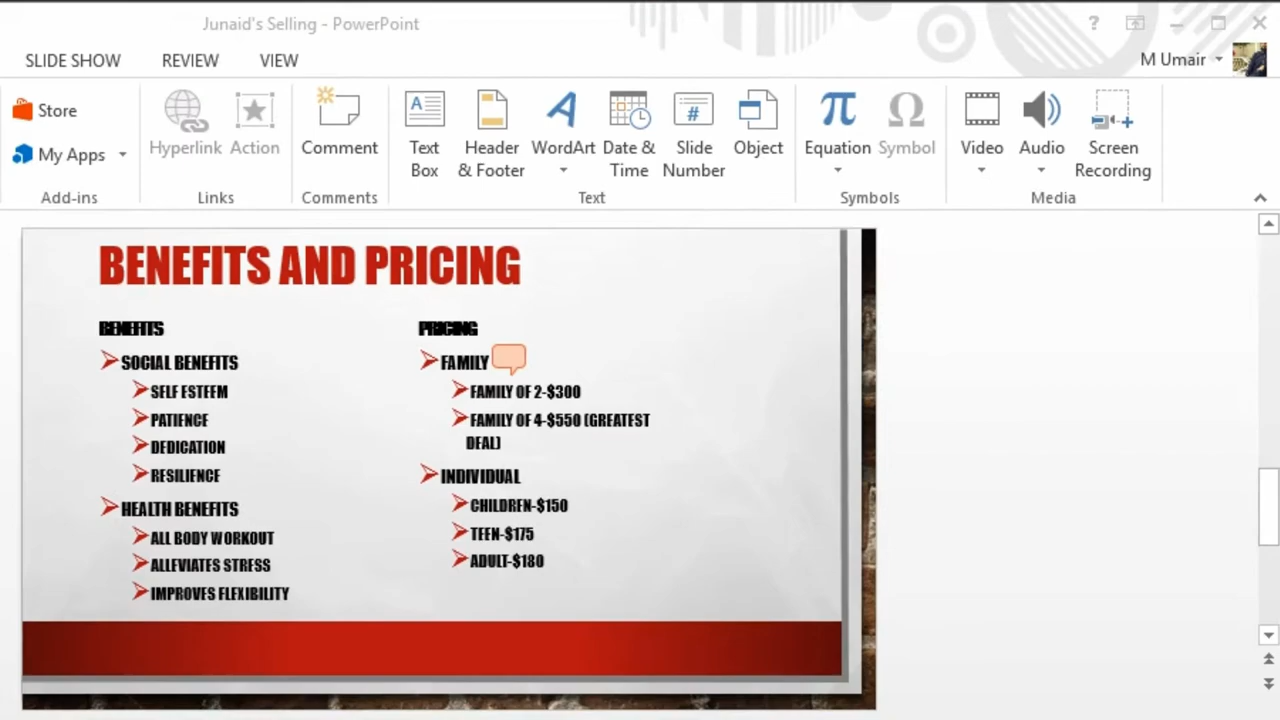 Junaid's Selling - PowerPoint
?
SLIDE SHOW REVIEW VIEW
M Umair
Store
My Apps
Add-ins
Hyperlink Action
Links
Comment
Comments
Text Box
Header & Footer
WordArt
Date & Time
Slide Number
Object
Text
Equation Symbol
Symbols
Video Audio
Screen Recording
Media
BENEFITS AND PRICING
BENEFITS
SOCIAL BENEFITS
SELF ESTEEM
PATIENCE
DEDICATION
RESILIENCE
HEALTH BENEFITS
ALL BODY WORKOUT
ALLEVIATES STRESS
IMPROVES FLEXIBILITY
PRICING
FAMILY
FAMILY OF 2-$300
FAMILY OF 4-$550 (GREATEST
DEAL)
INDIVIDUAL
CHILDREN-$150
TEEN-$175
ADULT-$180